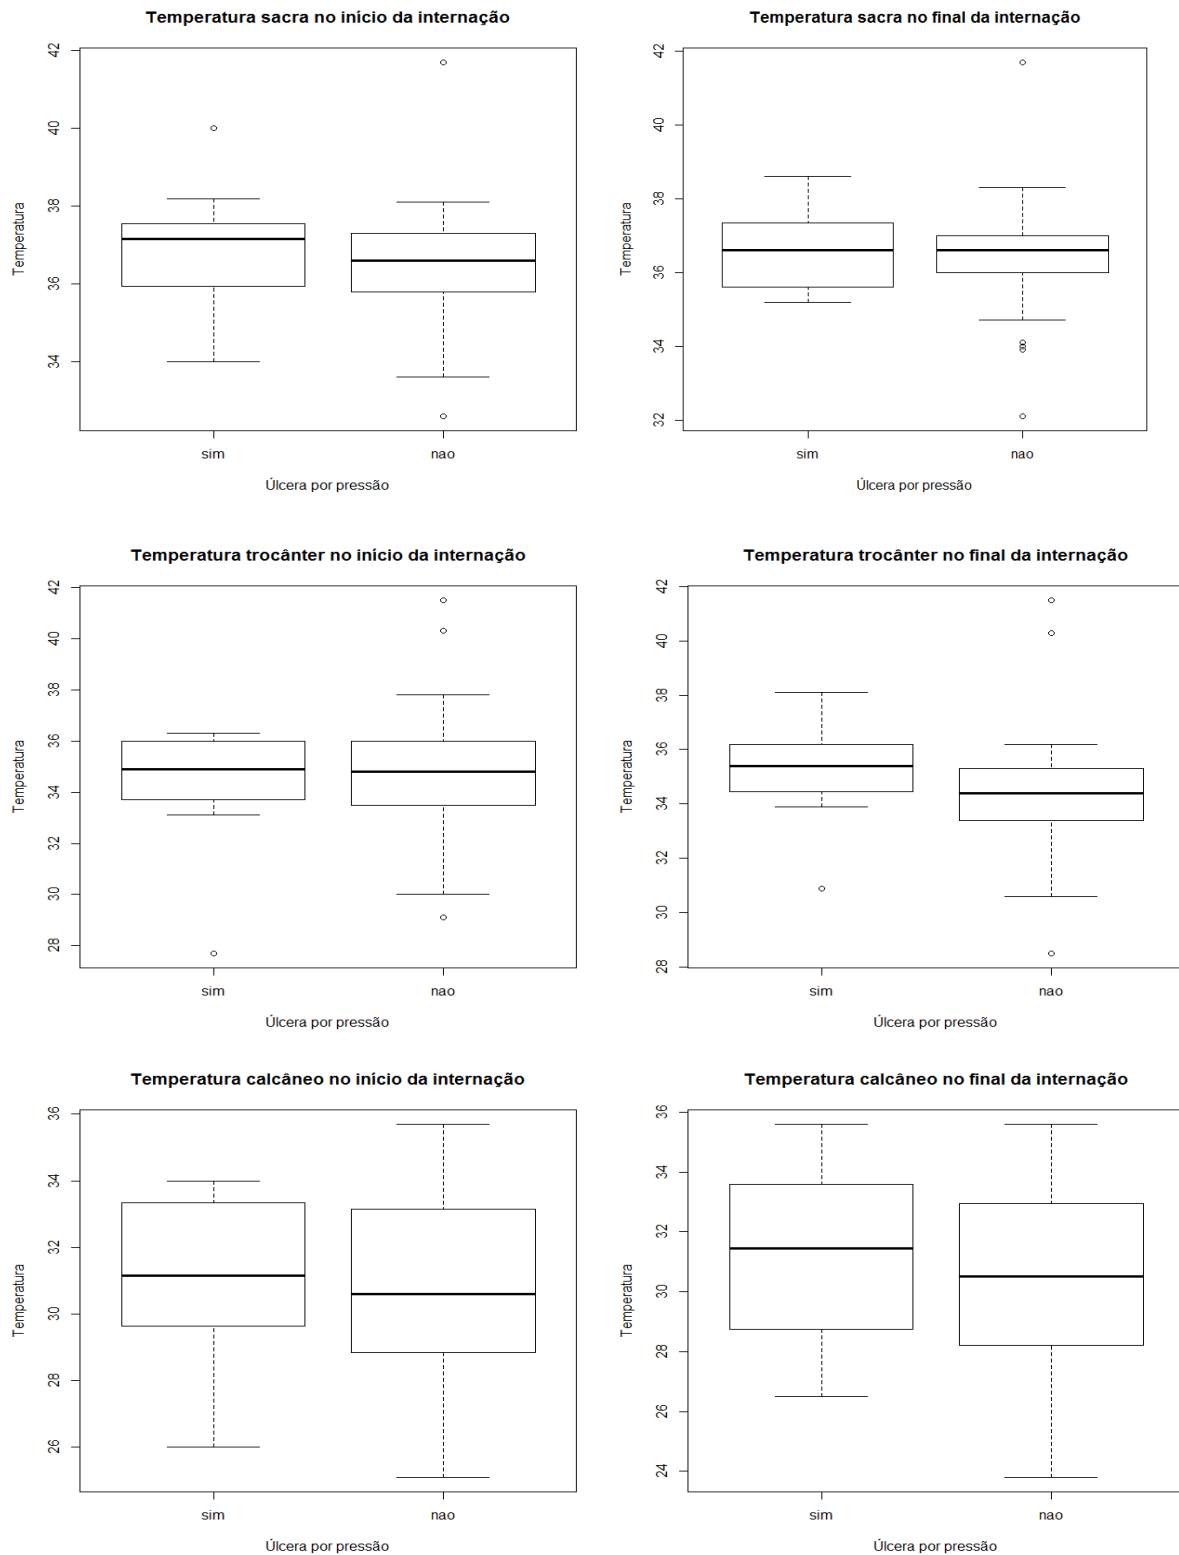 Temperatura sacra no início da internação
Temperatura
42
40
38
36
34
sim
nao
Úlcera por pressão
Temperatura sacra no final da internação
Temperatura
42
40
38
36
34
32
sim
nao
Úlcera por pressão
Temperatura trocânter no início da internação
Temperatura
42
40
38
36
34
32
30
28
sim
nao
Úlcera por pressão
Temperatura trocânter no final da internação
Temperatura
42
40
38
36
34
32
30
28
sim
nao
Úlcera por pressão
Temperatura calcâneo no início da internação
Temperatura
36
34
32
30
28
26
sim
nao
Úlcera por pressão
Temperatura calcâneo no final da internação
Temperatura
36
34
32
30
28
26
24
sim
nao
Úlcera por pressão